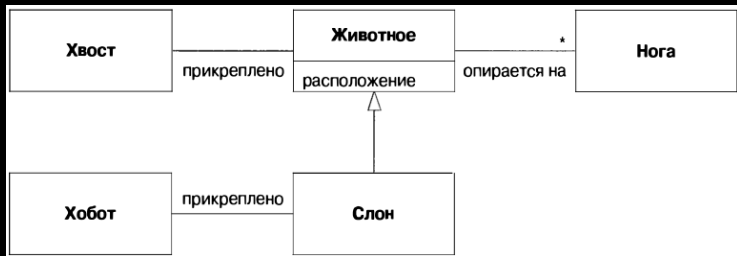 Хвост
прикреплено
Животное
расположение
*
опирается на
Нога
Хобот
прикреплено
Слон